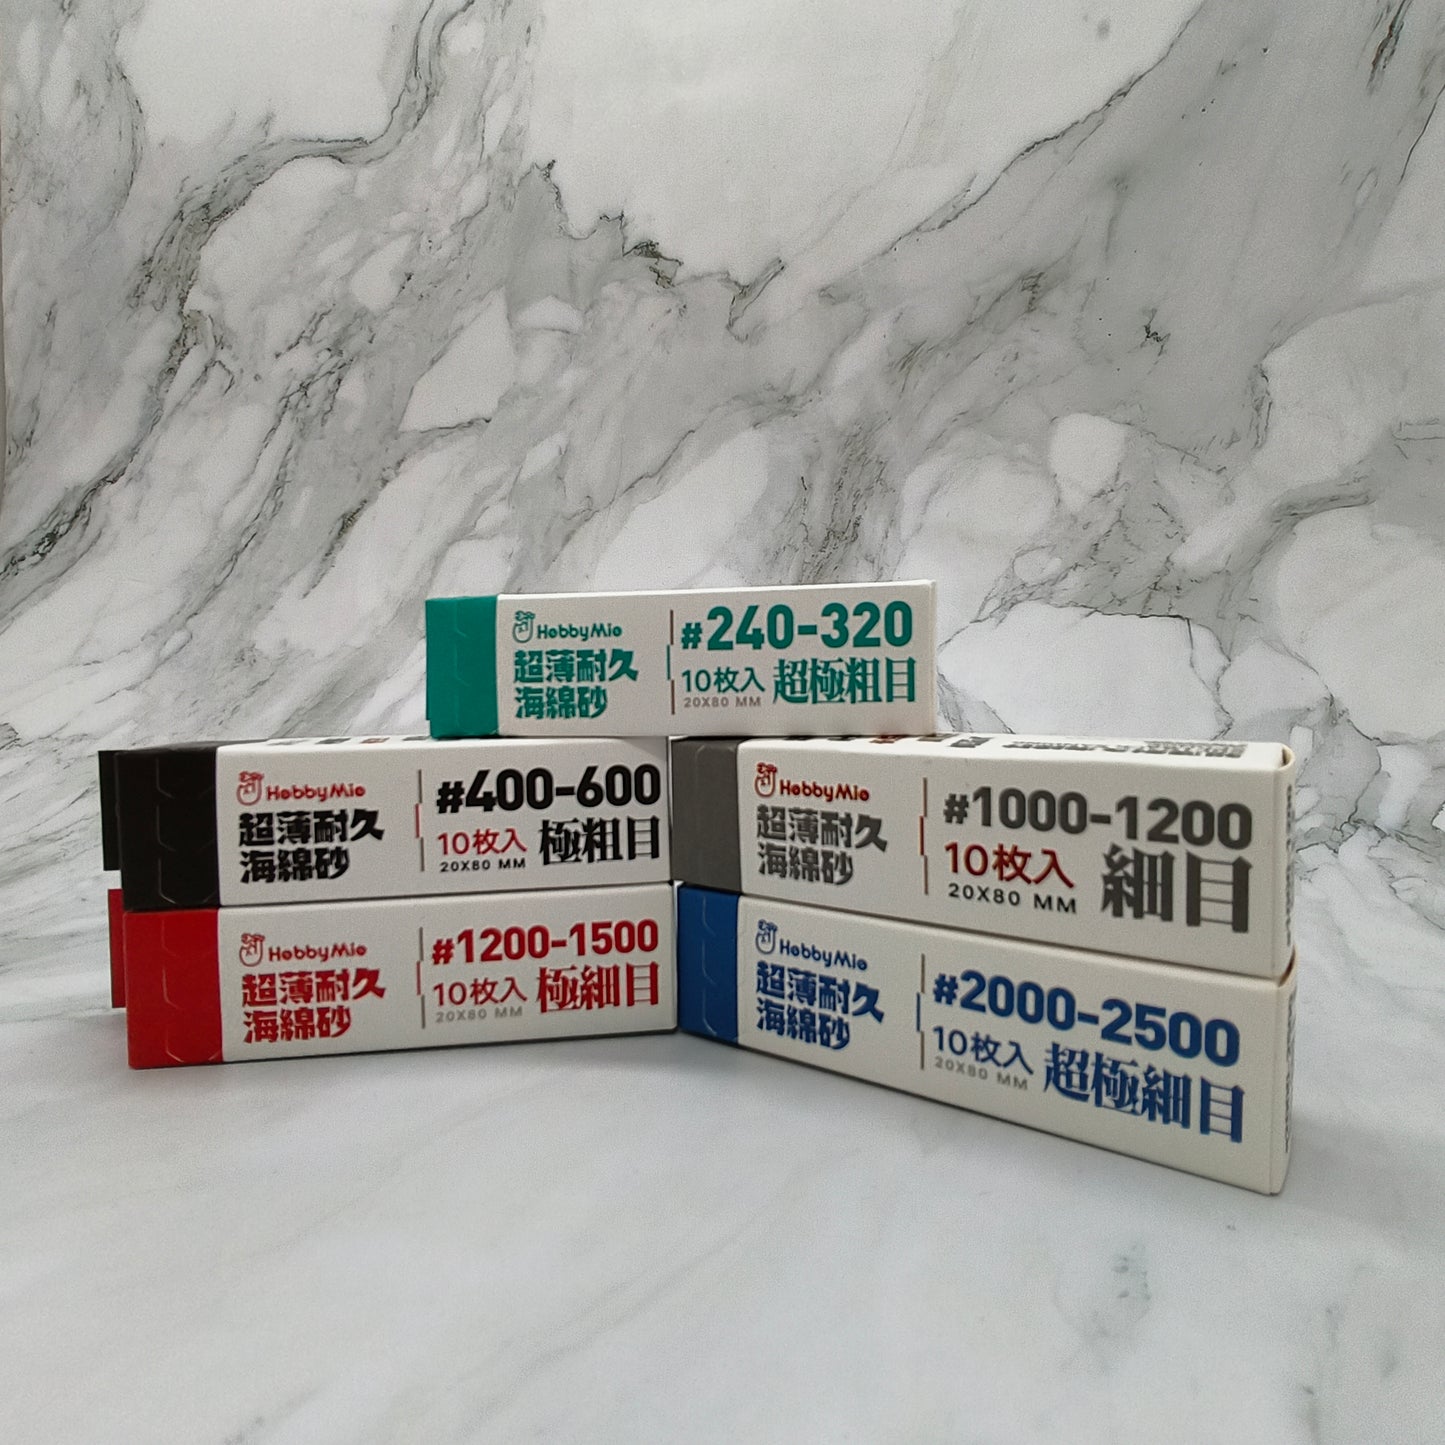 HobbyMio
超薄耐久
海綿砂
#240-320
10枚入 超極粗目
20X80 MM
HobbyMio
超薄耐久
海綿砂
#400-600
10枚入 極粗目
20X80 MM
HobbyMio
超薄耐久
海綿砂
#1000-1200
10枚入 細目
20X80 MM
HobbyMio
超薄耐久
海綿砂
#1200-1500
10枚入 極細目
20X80 MM
HobbyMio
超薄耐久
海綿砂
#2000-2500
10枚入 超極細目
20X80 MM